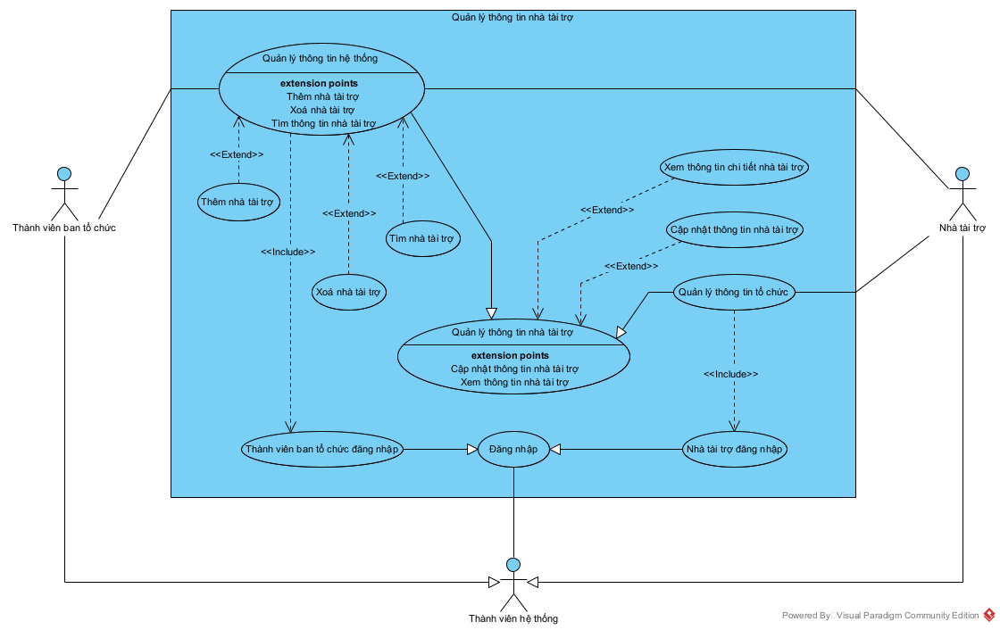 Quản lý thông tin nhà tài trợ
Quản lý thông tin hệ thống
extension points
Thêm nhà tài trợ
Xoá nhà tài trợ
Tìm thông tin nhà tài trợ
<<Extend>>
Xem thông tin chi tiết nhà tài trợ
<<Extend>>
Thêm nhà tài trợ
<<Extend>>
<<Extend>>
Thành viên ban tổ chức
Nhà tài trợ
Cập nhật thông tin nhà tài trợ
Tìm nhà tài trợ
<<Include>>
<<Extend>>
Xoá nhà tài trợ
Quản lý thông tin tổ chức
Quản lý thông tin nhà tài trợ
extension points
Cập nhật thông tin nhà tài trợ
Xem thông tin nhà tài trợ
<<Include>>
Thành viên ban tổ chức đăng nhập
Đăng nhập
Nhà tài trợ đăng nhập
Thành viên hệ thống
Powered By Visual Paradigm Community Edition